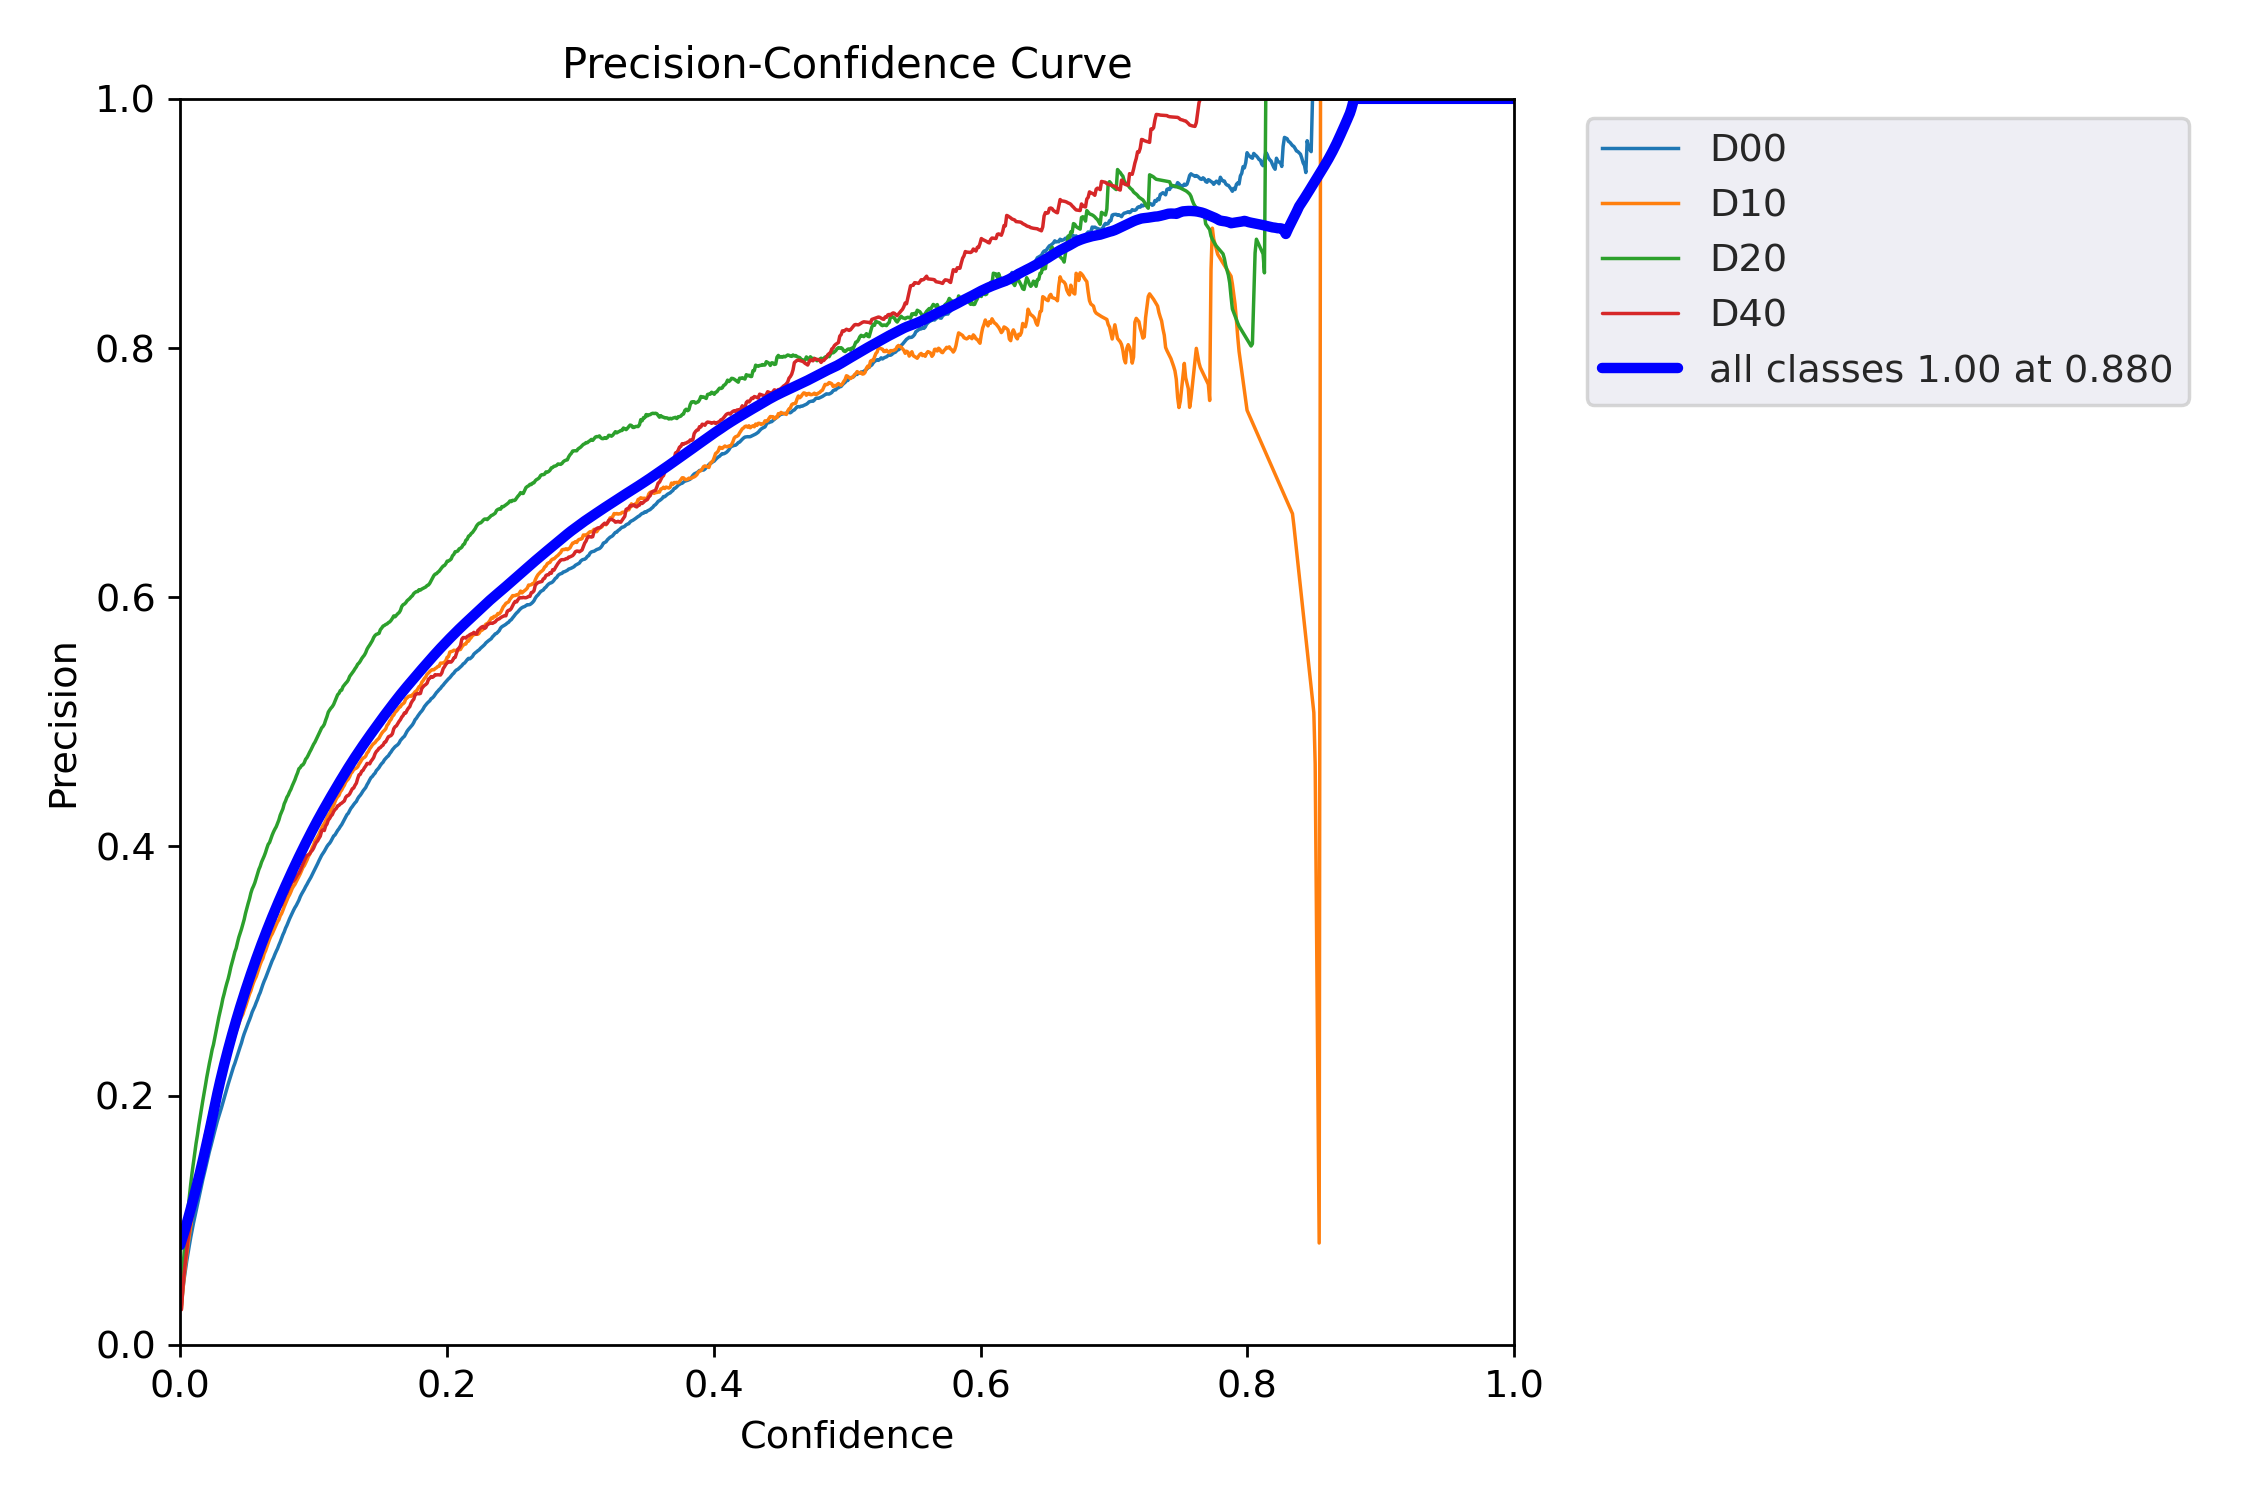 Precision-Confidence Curve
1.0
0.8
0.6
0.4
0.2
0.0
Precision
0.0 0.2 0.4 0.6 0.8 1.0
Confidence
D00
D10
D20
D40
all classes 1.00 at 0.880